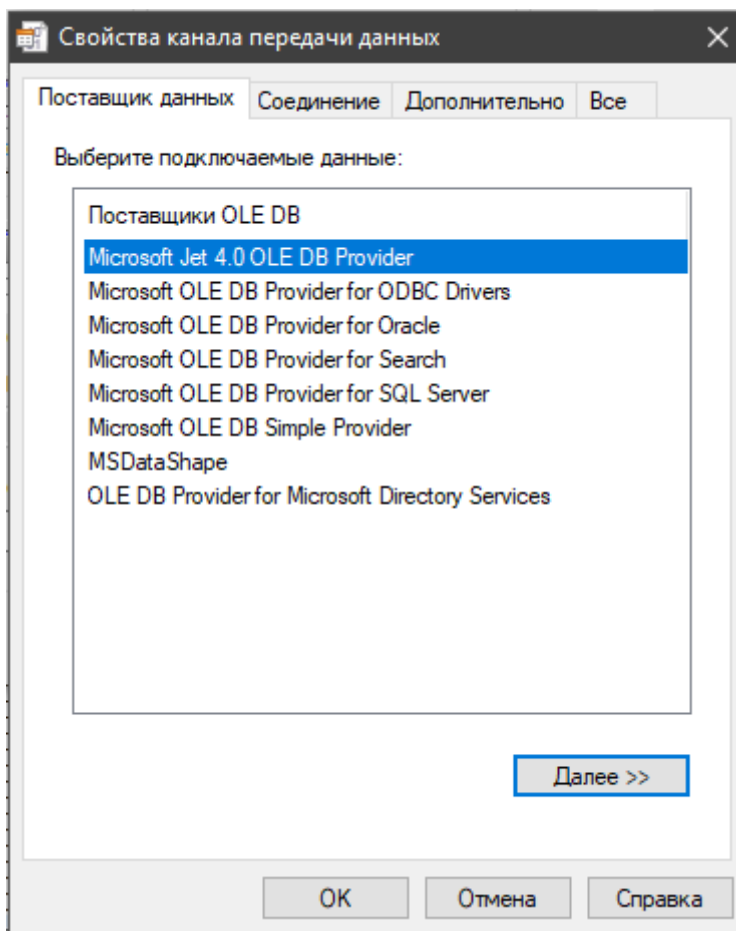 Свойства канала передачи данных
Поставщик данных Соединение Дополнительно Все
Выберите подключаемые данные:
Поставщики OLE DB
Microsoft Jet 4.0 OLE DB Provider
Microsoft OLE DB Provider for ODBC Drivers
Microsoft OLE DB Provider for Oracle
Microsoft OLE DB Provider for Search
Microsoft OLE DB Provider for SQL Server
Microsoft OLE DB Simple Provider
MSDataShape
OLE DB Provider for Microsoft Directory Services
Далее >>
OK Отмена Справка